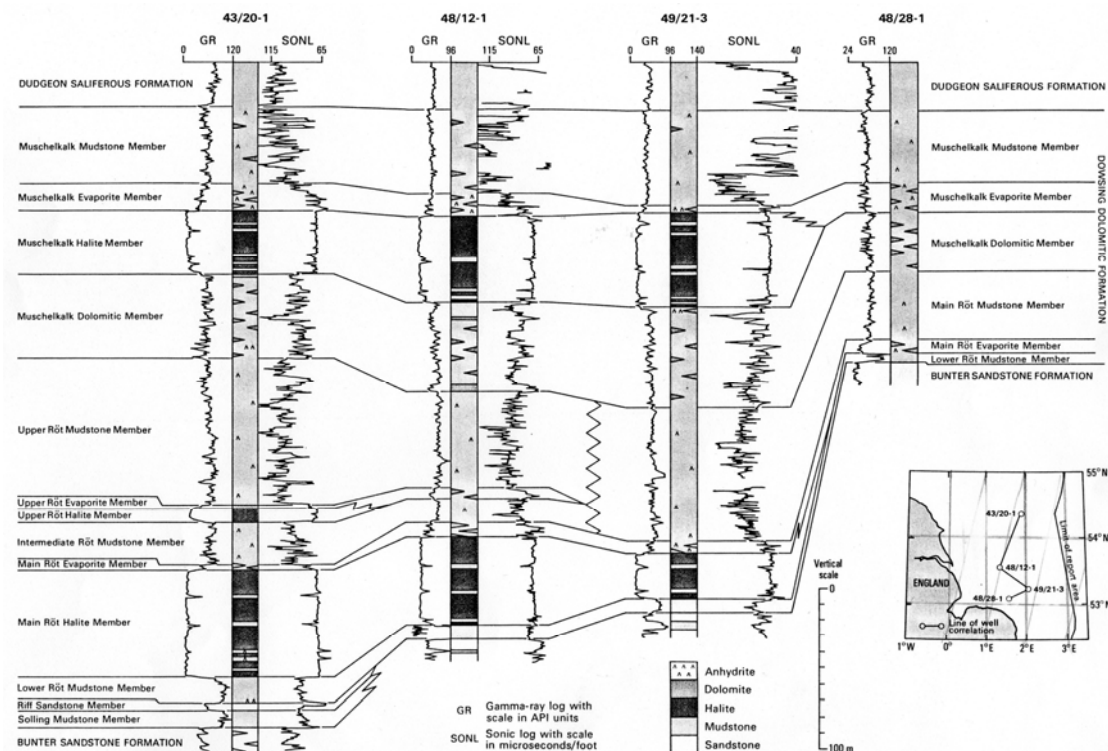 43/20-1
48/12-1
49/21-3
48/28-1
GR SONL
GR SONL
GR SONL
GR
0 120 115 65
0 96 115 65
0 96 140 40
24 120
DUDGEON SALIFEROUS FORMATION
Muschelkalk Mudstone Member
Muschelkalk Evaporite Member
Muschelkalk Halite Member
Muschelkalk Dolomitic Member
Upper Röt Mudstone Member
Upper Röt Evaporite Member
Upper Röt Halite Member
Intermediate Röt Mudstone Member
Main Röt Evaporite Member
Main Röt Halite Member
Lower Röt Mudstone Member
Röt Sandstone Member
Solling Mudstone Member
BUNTER SANDSTONE FORMATION
DUDGEON SALIFEROUS FORMATION
Muschelkalk Mudstone Member
Muschelkalk Evaporite Member
Muschelkalk Dolomitic Member
Main Röt Mudstone Member
Main Röt Evaporite Member
Lower Röt Mudstone Member
BUNTER SANDSTONE FORMATION
DOWSING DOLOMITIC FORMATION
GR Gamma-ray log with
scale in API units
SONL Sonic log with scale
in microseconds/foot
Anhydrite
Dolomite
Halite
Mudstone
Sandstone
Vertical
scale
0
100 m
55°N
54°N
53°N
43/20-1
48/12-1
49/21-3
48/28-1
ENGLAND
Limit of report area
Line of well
correlation
1°W 0° 1°E 2°E 3°E